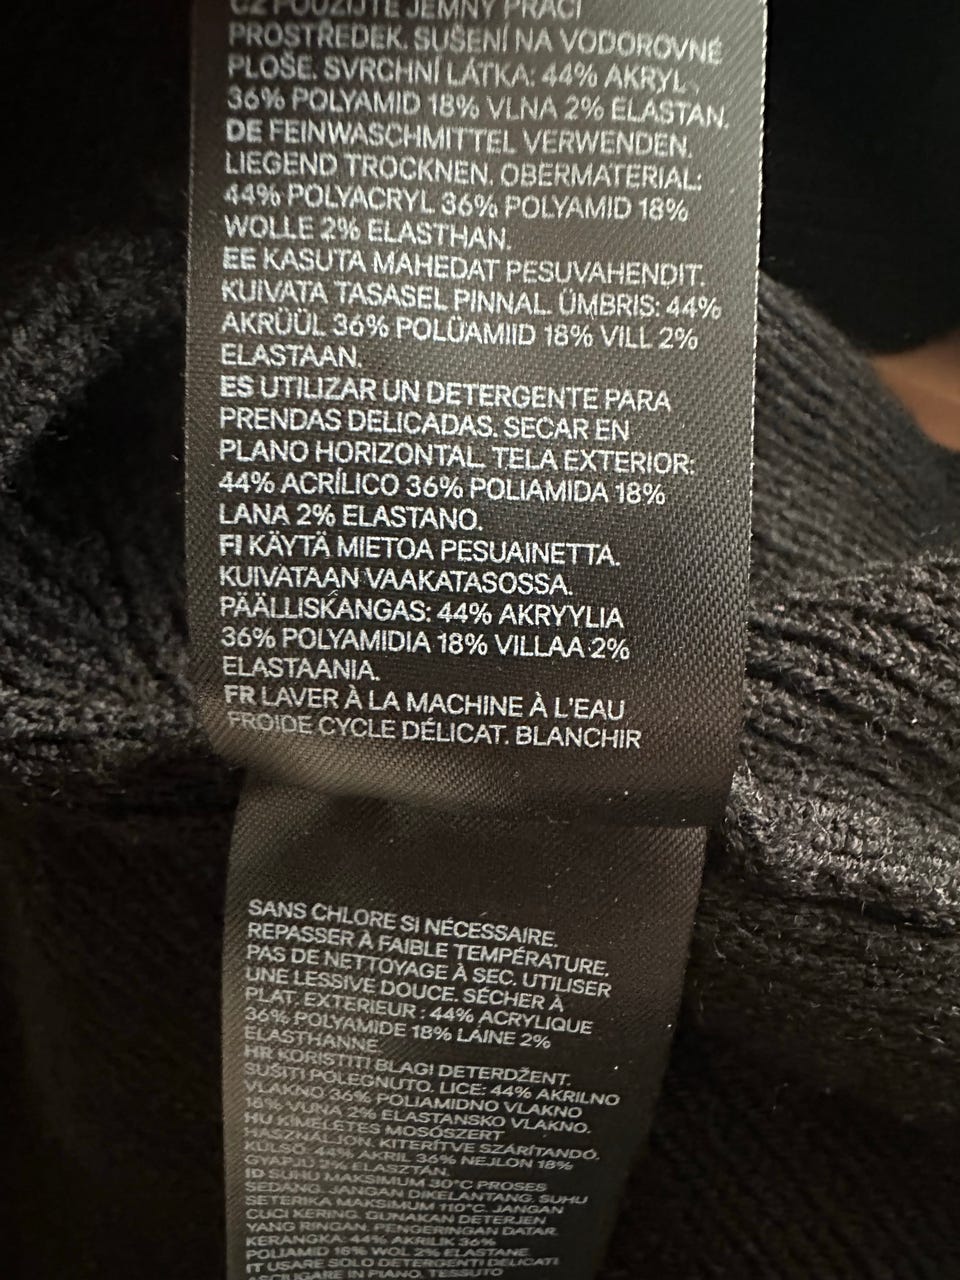 CZ POUŽIJTE JEMNÝ PRACÍ
PROSTŘEDEK. SUŠENÍ NA VODOROVNÉ
PLOŠE. SVRCHNÍ LÁTKA: 44% AKRYL
36% POLYAMID 18% VLNA 2% ELASTAN.
DE FEINWASCHMITTEL VERWENDEN.
LIEGEND TROCKNEN. OBERMATERIAL:
44% POLYACRYL 36% POLYAMID 18%
WOLLE 2% ELASTHAN.
EE KASUTA MAHEDAT PESUVAHENDIT.
KUIVATA TASASEL PINNAL. ÜMBRIS: 44%
AKRÜÜL 36% POLÜAMIID 18% VILL 2%
ELASTAAN.
ES UTILIZAR UN DETERGENTE PARA
PRENDAS DELICADAS. SECAR EN
PLANO HORIZONTAL. TELA EXTERIOR:
44% ACRÍLICO 36% POLIAMIDA 18%
LANA 2% ELASTANO.
FI KÄYTÄ MIETOA PESUAINETTA.
KUIVATAAN VAAKATASOSSA.
PÄÄLLISKANGAS: 44% AKRYYLIA
36% POLYAMIDIA 18% VILLAA 2%
ELASTAANIA.
FR LAVER À LA MACHINE À L'EAU
FROIDE CYCLE DÉLICAT. BLANCHIR
SANS CHLORE SI NÉCESSAIRE.
REPASSER À FAIBLE TEMPÉRATURE.
PAS DE NETTOYAGE À SEC. UTILISER
UNE LESSIVE DOUCE. SÉCHER À
PLAT. EXTERIEUR : 44% ACRYLIQUE
36% POLYAMIDE 18% LAINE 2%
ÉLASTHANNE.
HR KORISTITI BLAGI DETERDŽENT.
SUŠITI POLEGNUTO. LICE: 44% AKRILNO
VLAKNO 36% POLIAMIDNO VLAKNO
18% VUNA 2% ELASTANSKO VLAKNO.
HU KÍMÉLETES MOSÓSZERT
HASZNÁLJON. KITERÍTVE SZÁRÍTANDÓ.
KÜLSŐ: 44% AKRIL 36% NEJLON 18%
GYAPJÚ 2% ELASZTÁN.
ID SUHU MAKSIMUM 30°C PROSES
SEDANG. JANGAN DIKELANTANG. SUHU
SETERIKA MAKSIMUM 110°C. JANGAN
CUCI KERING. GUNAKAN DETERJEN
YANG RINGAN. PENGERINGAN DATAR.
KERANGKA: 44% AKRILIK 36%
POLIAMID 18% WOL 2% ELASTANE
IT USARE SOLO DETERGENTI DELICATI
ASCIUGARE IN PIANO. TESSUTO